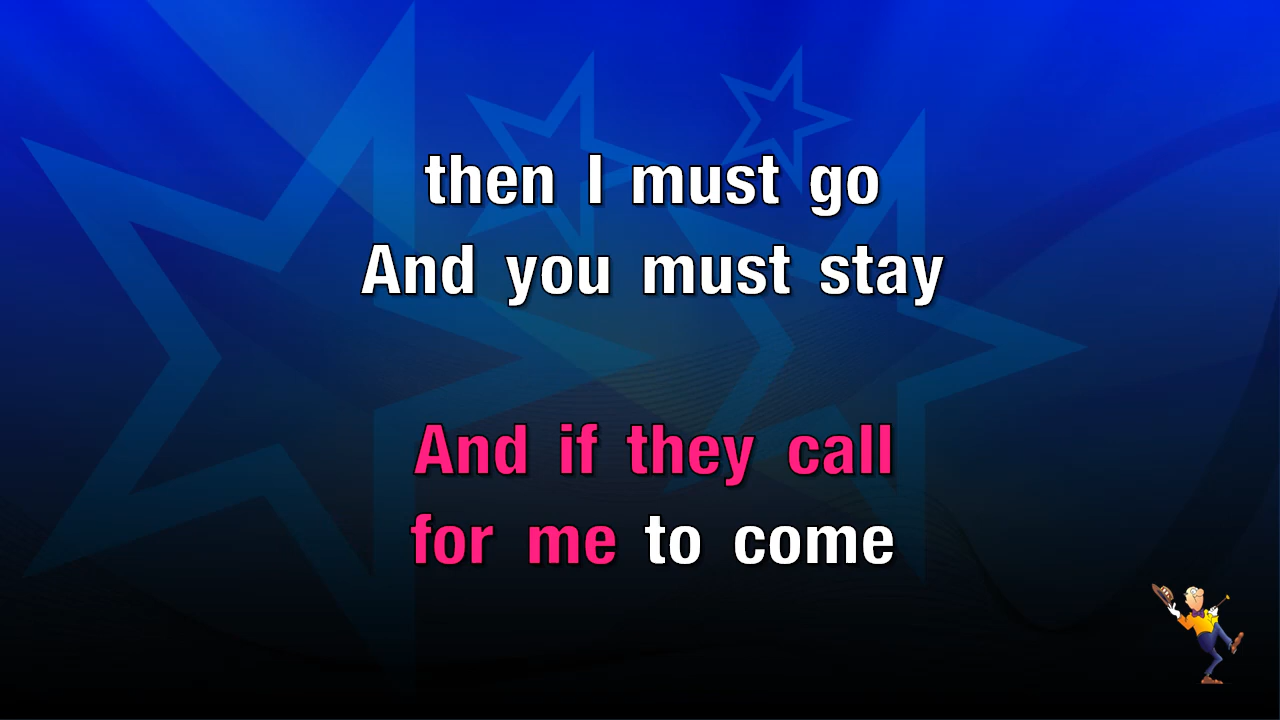 then I must go
And you must stay
And if they call
for me to come